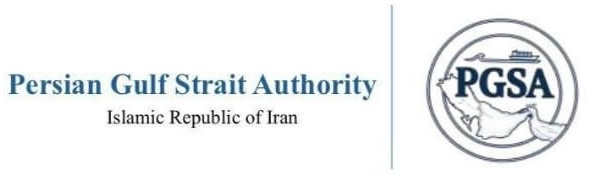 Persian Gulf Strait Authority
Islamic Republic of Iran
PGSA